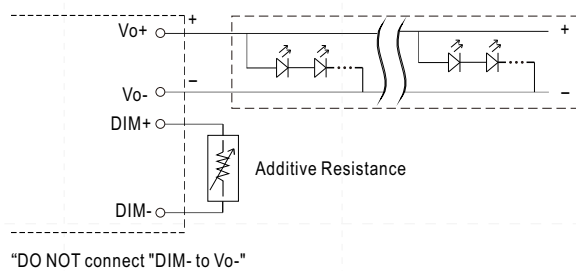 Vo+
+
+
−
Vo-
−
DIM+
Additive Resistance
DIM-
“DO NOT connect "DIM- to Vo-"